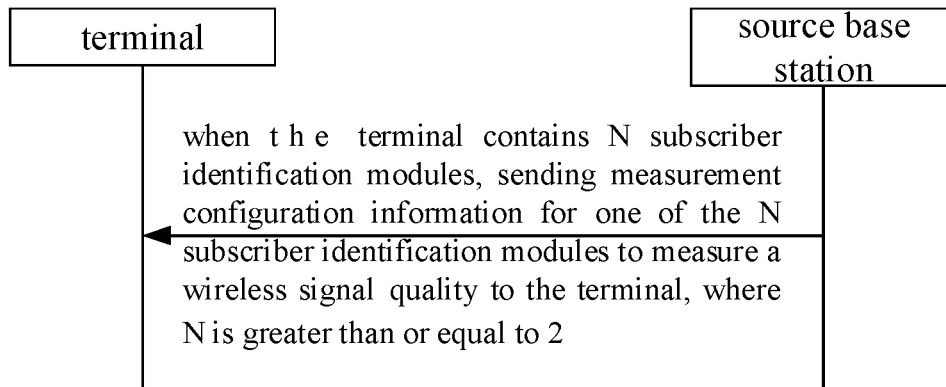 terminal
source base
station
when the terminal contains N subscriber
identification modules, sending measurement
configuration information for one of the N
subscriber identification modules to measure a
wireless signal quality to the terminal, where
N is greater than or equal to 2